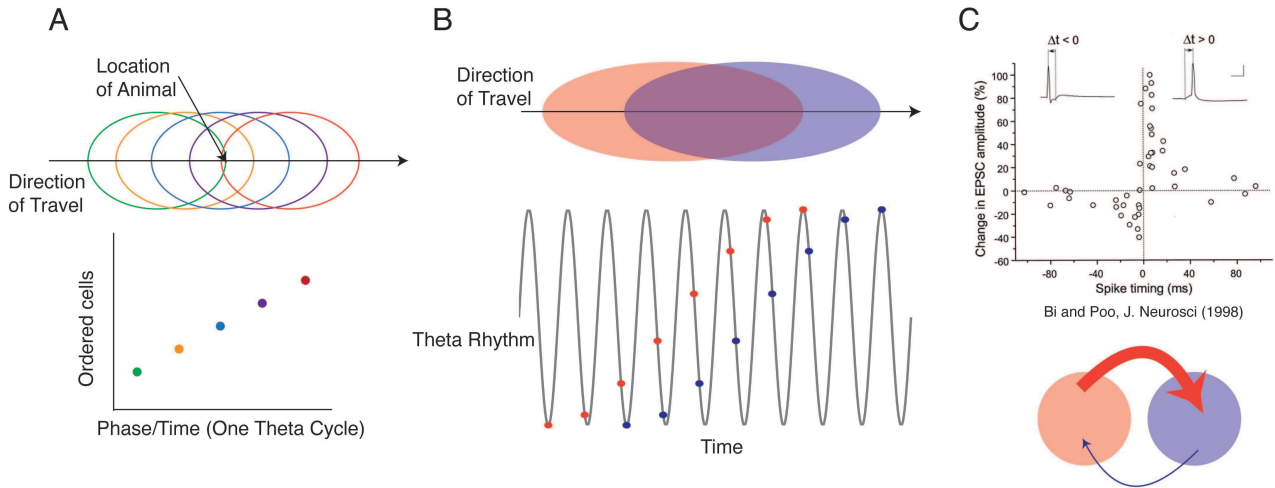 A
Location
of Animal
Direction
of Travel
Ordered cells
Phase/Time (One Theta Cycle)
B
Direction
of Travel
Theta Rhythm
Time
C
Δt < 0
Δt > 0
Change in EPSC amplitude (%)
100
80
60
40
20
0
-20
-40
-60
-80
-40
0
40
80
Spike timing (ms)
Bi and Poo, J. Neurosci (1998)